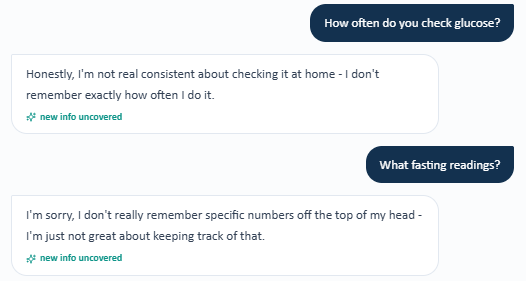 How often do you check glucose?
Honestly, I'm not real consistent about checking it at home - I don't
remember exactly how often I do it.
new info uncovered
What fasting readings?
I'm sorry, I don't really remember specific numbers off the top of my head -
I'm just not great about keeping track of that.
new info uncovered